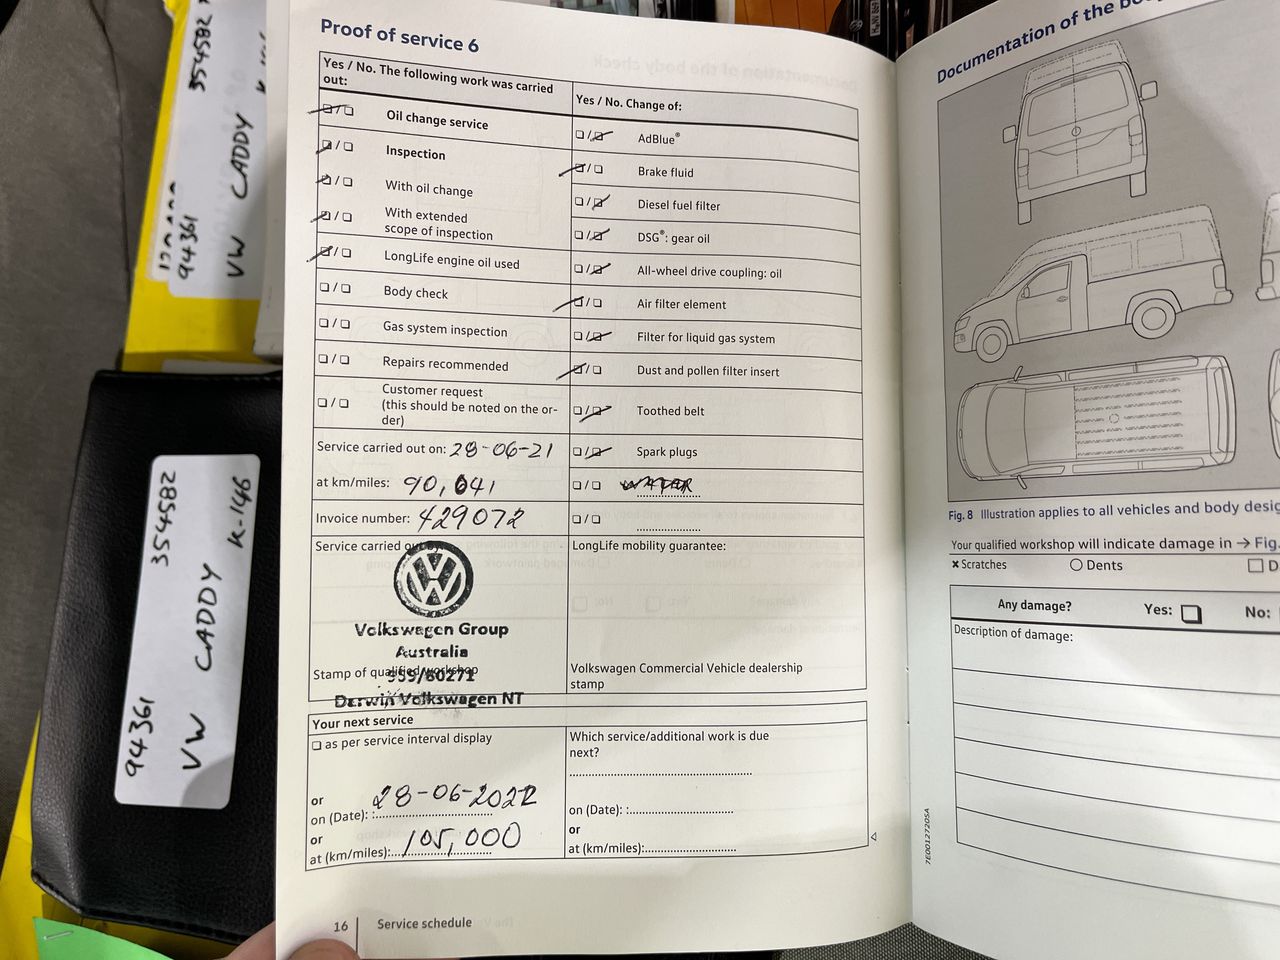 Proof of service 6
Yes / No. The following work was carried
out:
Oil change service
Inspection
With oil change
With extended
scope of inspection
LongLife engine oil used
Body check
Gas system inspection
Repairs recommended
Customer request
(this should be noted on the or-
der)
Service carried out on: 28-06-21
at km/miles: 90,041
Invoice number: 429072
Service carried out by:
Volkswagen Group
Australia
Stamp of qualified workshop
Darwin Volkswagen NT
Yes / No. Change of:
AdBlue®
Brake fluid
Diesel fuel filter
DSG®: gear oil
All-wheel drive coupling: oil
Air filter element
Filter for liquid gas system
Dust and pollen filter insert
Toothed belt
Spark plugs
WATER
LongLife mobility guarantee:
Volkswagen Commercial Vehicle dealership
stamp
Your next service
as per service interval display
or
on (Date): 28-06-2022
or
at (km/miles): 105,000
Which service/additional work is due
next?
on (Date):
or
at (km/miles):
16 Service schedule
Documentation of the
Fig. 8 Illustration applies to all vehicles and body
Your qualified workshop will indicate damage in → Fig.
Scratches
Dents
D
Any damage? Yes: No:
Description of damage:
7E0012720SA
354582
94361
VW CADDY
354582
94361
VW CADDY
K-146